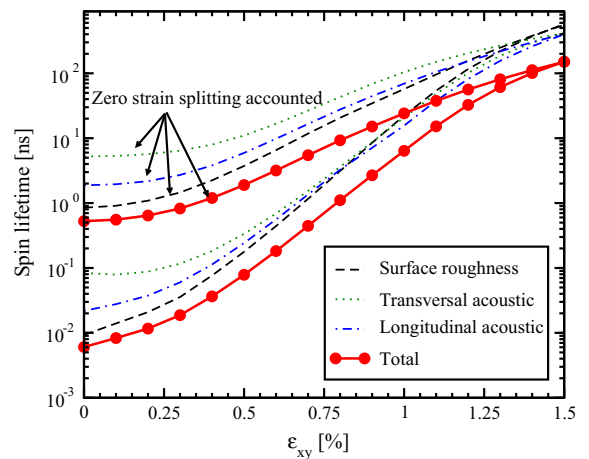 10^2
Zero strain splitting accounted
10^1
10^0
10^-1
10^-2
10^-3
Spin lifetime [ns]
Surface roughness
Transversal acoustic
Longitudinal acoustic
Total
0 0.25 0.5 0.75 1 1.25 1.5
ε_xy [%]